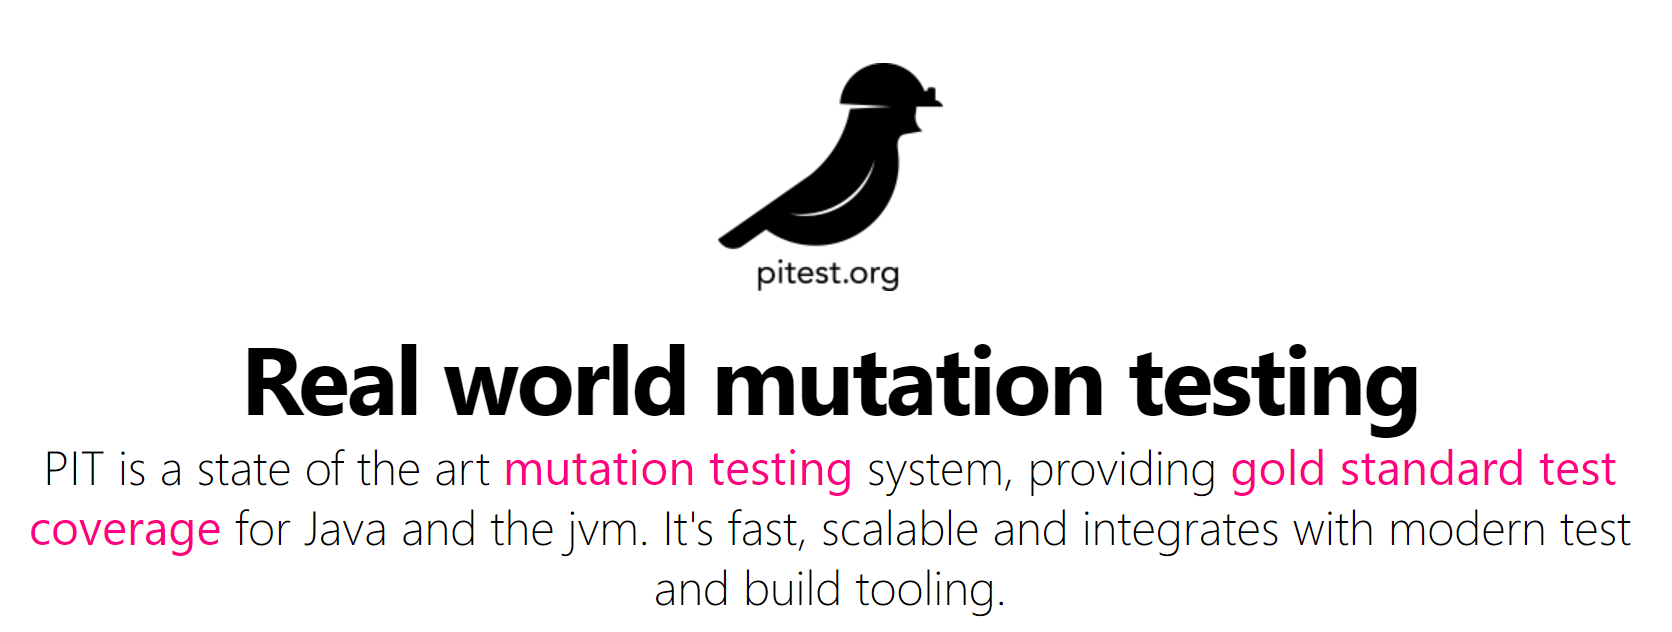 pitest.org
Real world mutation testing
PIT is a state of the art mutation testing system, providing gold standard test
coverage for Java and the jvm. It's fast, scalable and integrates with modern test
and build tooling.